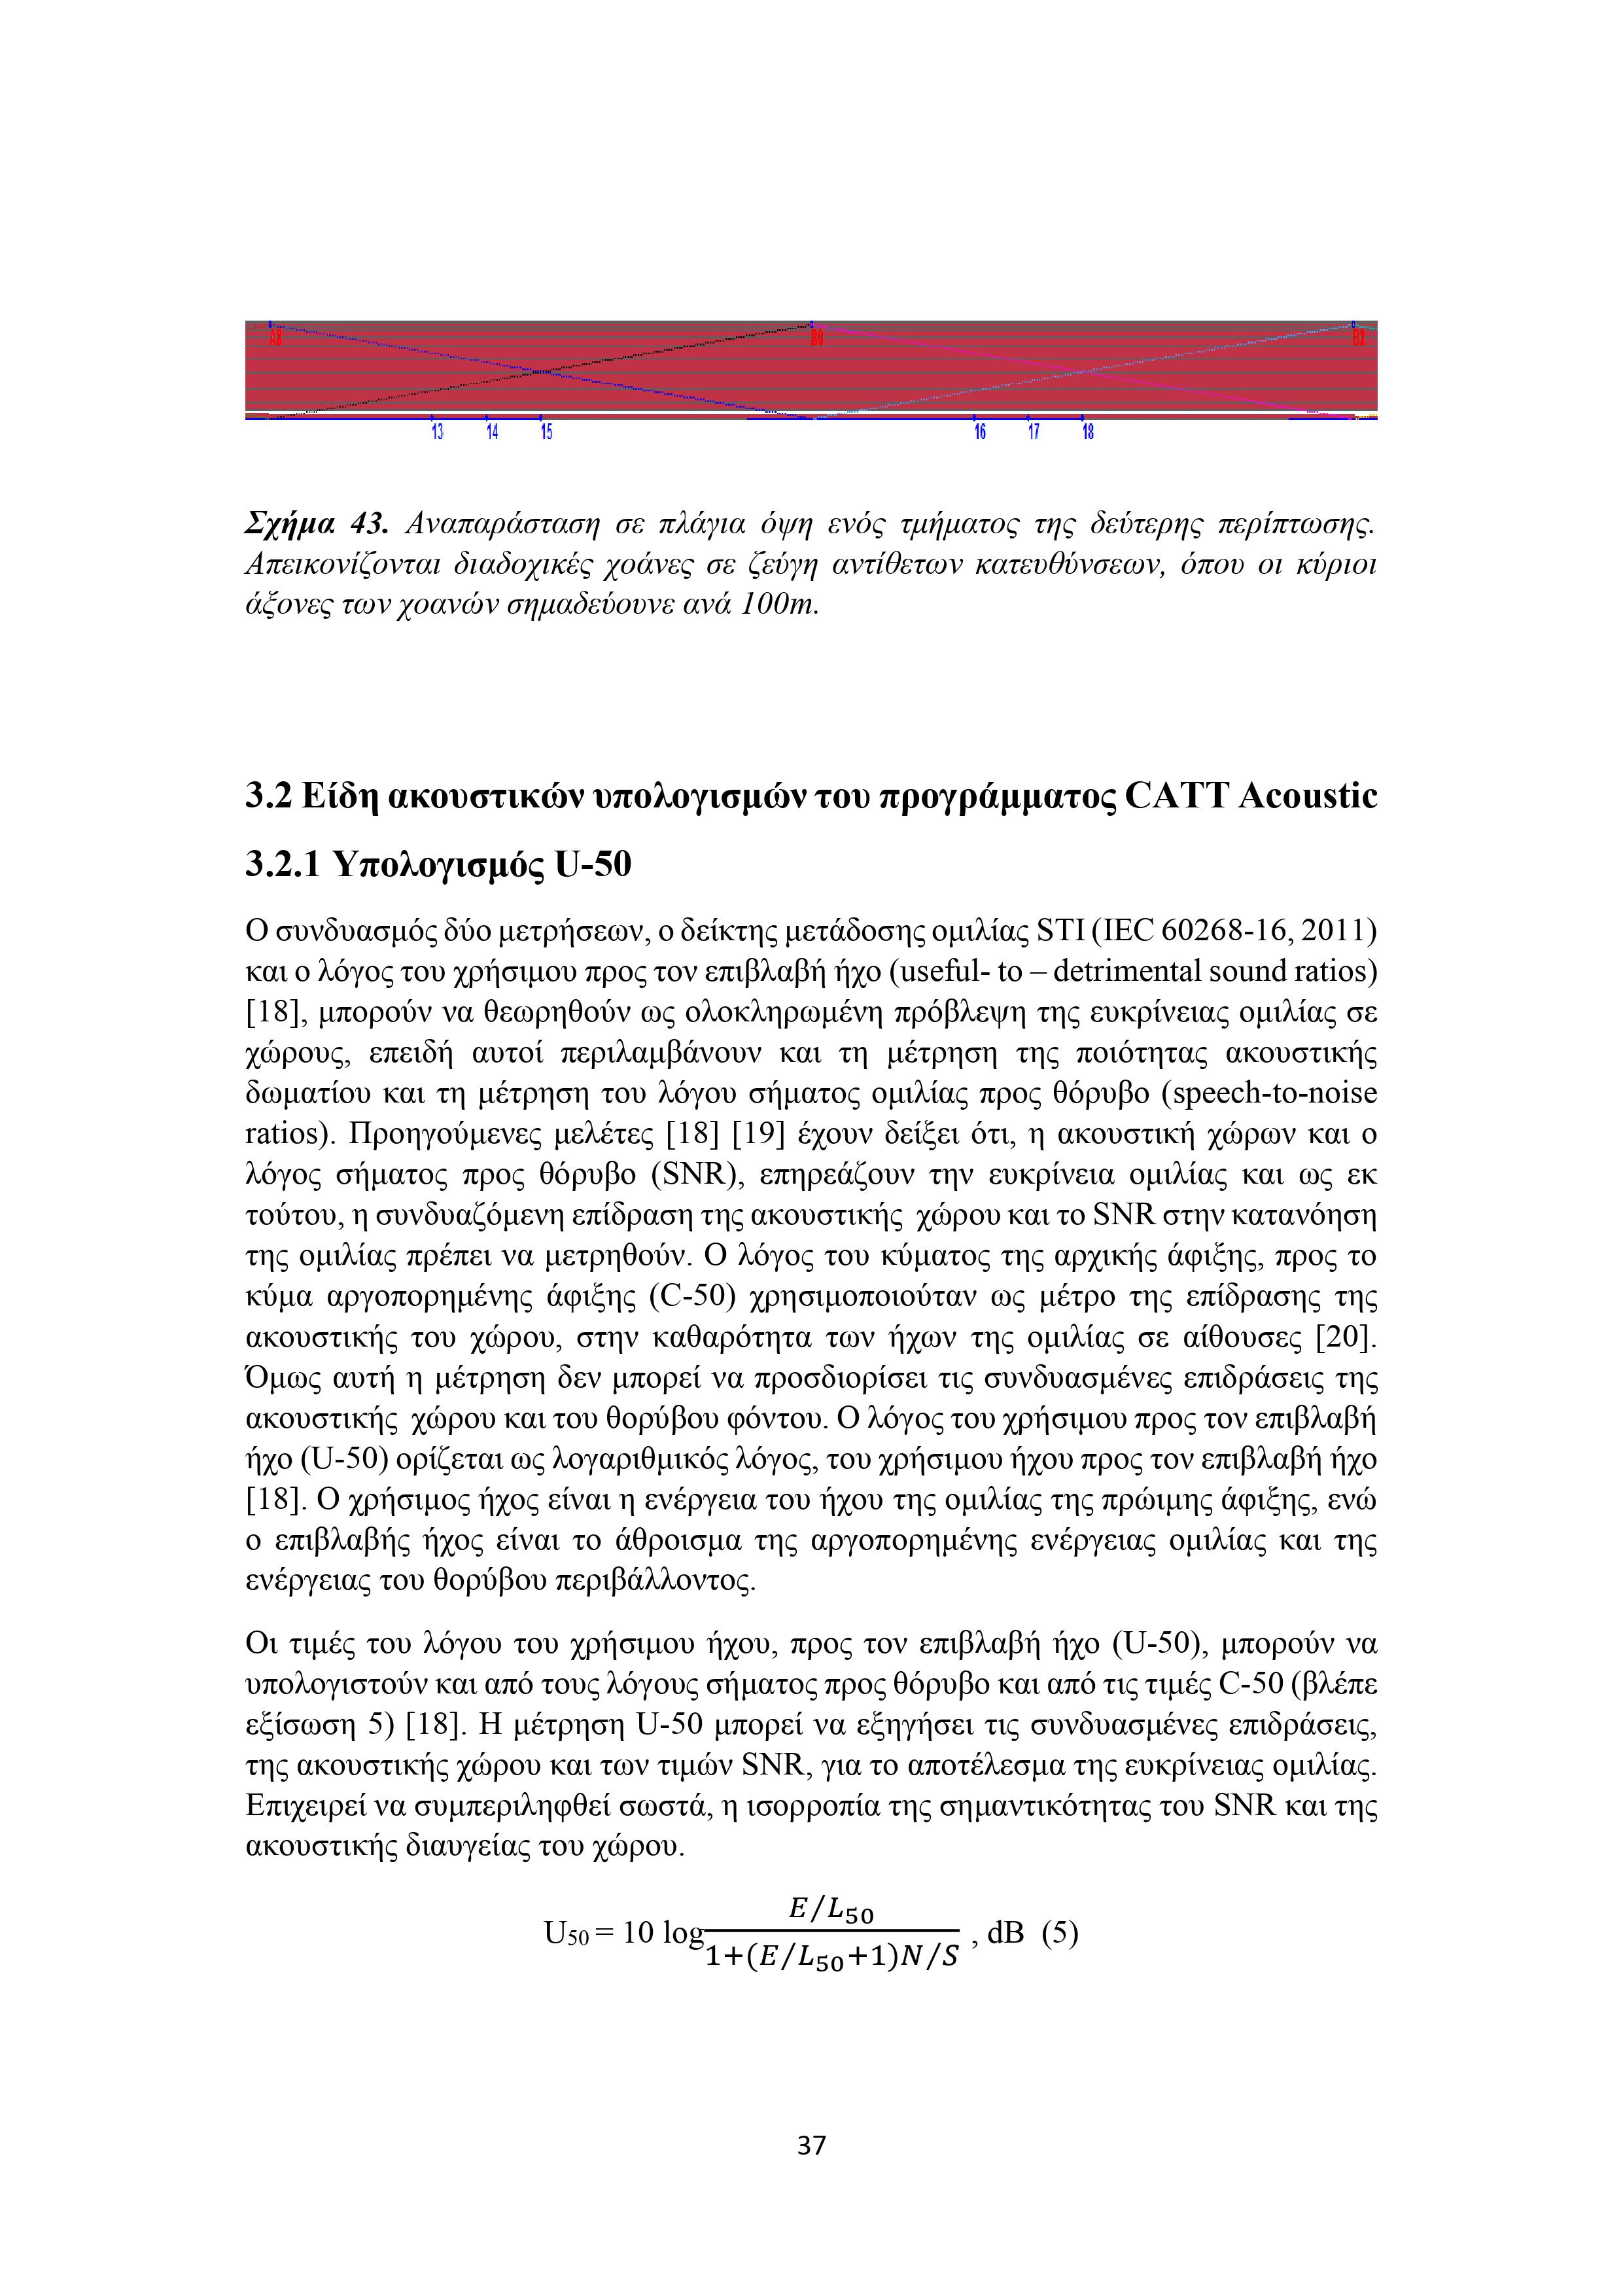 13 14 15 16 17 18
Σχήμα 43. Αναπαράσταση σε πλάγια όψη ενός τμήματος της δεύτερης περίπτωσης.
Απεικονίζονται διαδοχικές χοάνες σε ζεύγη αντίθετων κατευθύνσεων, όπου οι κύριοι
άξονες των χοανών σημαδεύουνε ανά 100m.
3.2 Είδη ακουστικών υπολογισμών του προγράμματος CATT Acoustic
3.2.1 Υπολογισμός U-50
Ο συνδυασμός δύο μετρήσεων, ο δείκτης μετάδοσης ομιλίας STI (IEC 60268-16, 2011)
και ο λόγος του χρήσιμου προς τον επιβλαβή ήχο (useful- to – detrimental sound ratios)
[18], μπορούν να θεωρηθούν ως ολοκληρωμένη πρόβλεψη της ευκρίνειας ομιλίας σε
χώρους, επειδή αυτοί περιλαμβάνουν και τη μέτρηση της ποιότητας ακουστικής
δωματίου και τη μέτρηση του λόγου σήματος ομιλίας προς θόρυβο (speech-to-noise
ratios). Προηγούμενες μελέτες [18] [19] έχουν δείξει ότι, η ακουστική χώρων και ο
λόγος σήματος προς θόρυβο (SNR), επηρεάζουν την ευκρίνεια ομιλίας και ως εκ
τούτου, η συνδυαζόμενη επίδραση της ακουστικής χώρου και το SNR στην κατανόηση
της ομιλίας πρέπει να μετρηθούν. Ο λόγος του κύματος της αρχικής άφιξης, προς το
κύμα αργοπορημένης άφιξης (C-50) χρησιμοποιούταν ως μέτρο της επίδρασης της
ακουστικής του χώρου, στην καθαρότητα των ήχων της ομιλίας σε αίθουσες [20].
Όμως αυτή η μέτρηση δεν μπορεί να προσδιορίσει τις συνδυασμένες επιδράσεις της
ακουστικής χώρου και του θορύβου φόντου. Ο λόγος του χρήσιμου προς τον επιβλαβή
ήχο (U-50) ορίζεται ως λογαριθμικός λόγος, του χρήσιμου ήχου προς τον επιβλαβή ήχο
[18]. Ο χρήσιμος ήχος είναι η ενέργεια του ήχου της ομιλίας της πρώιμης άφιξης, ενώ
ο επιβλαβής ήχος είναι το άθροισμα της αργοπορημένης ενέργειας ομιλίας και της
ενέργειας του θορύβου περιβάλλοντος.
Οι τιμές του λόγου του χρήσιμου ήχου, προς τον επιβλαβή ήχο (U-50), μπορούν να
υπολογιστούν και από τους λόγους σήματος προς θόρυβο και από τις τιμές C-50 (βλέπε
εξίσωση 5) [18]. Η μέτρηση U-50 μπορεί να εξηγήσει τις συνδυασμένες επιδράσεις,
της ακουστικής χώρου και των τιμών SNR, για το αποτέλεσμα της ευκρίνειας ομιλίας.
Επιχειρεί να συμπεριληφθεί σωστά, η ισορροπία της σημαντικότητας του SNR και της
ακουστικής διαυγείας του χώρου.
U₅₀ = 10 log (E/L₅₀)/(1+(E/L₅₀+1)N/S) , dB (5)
37